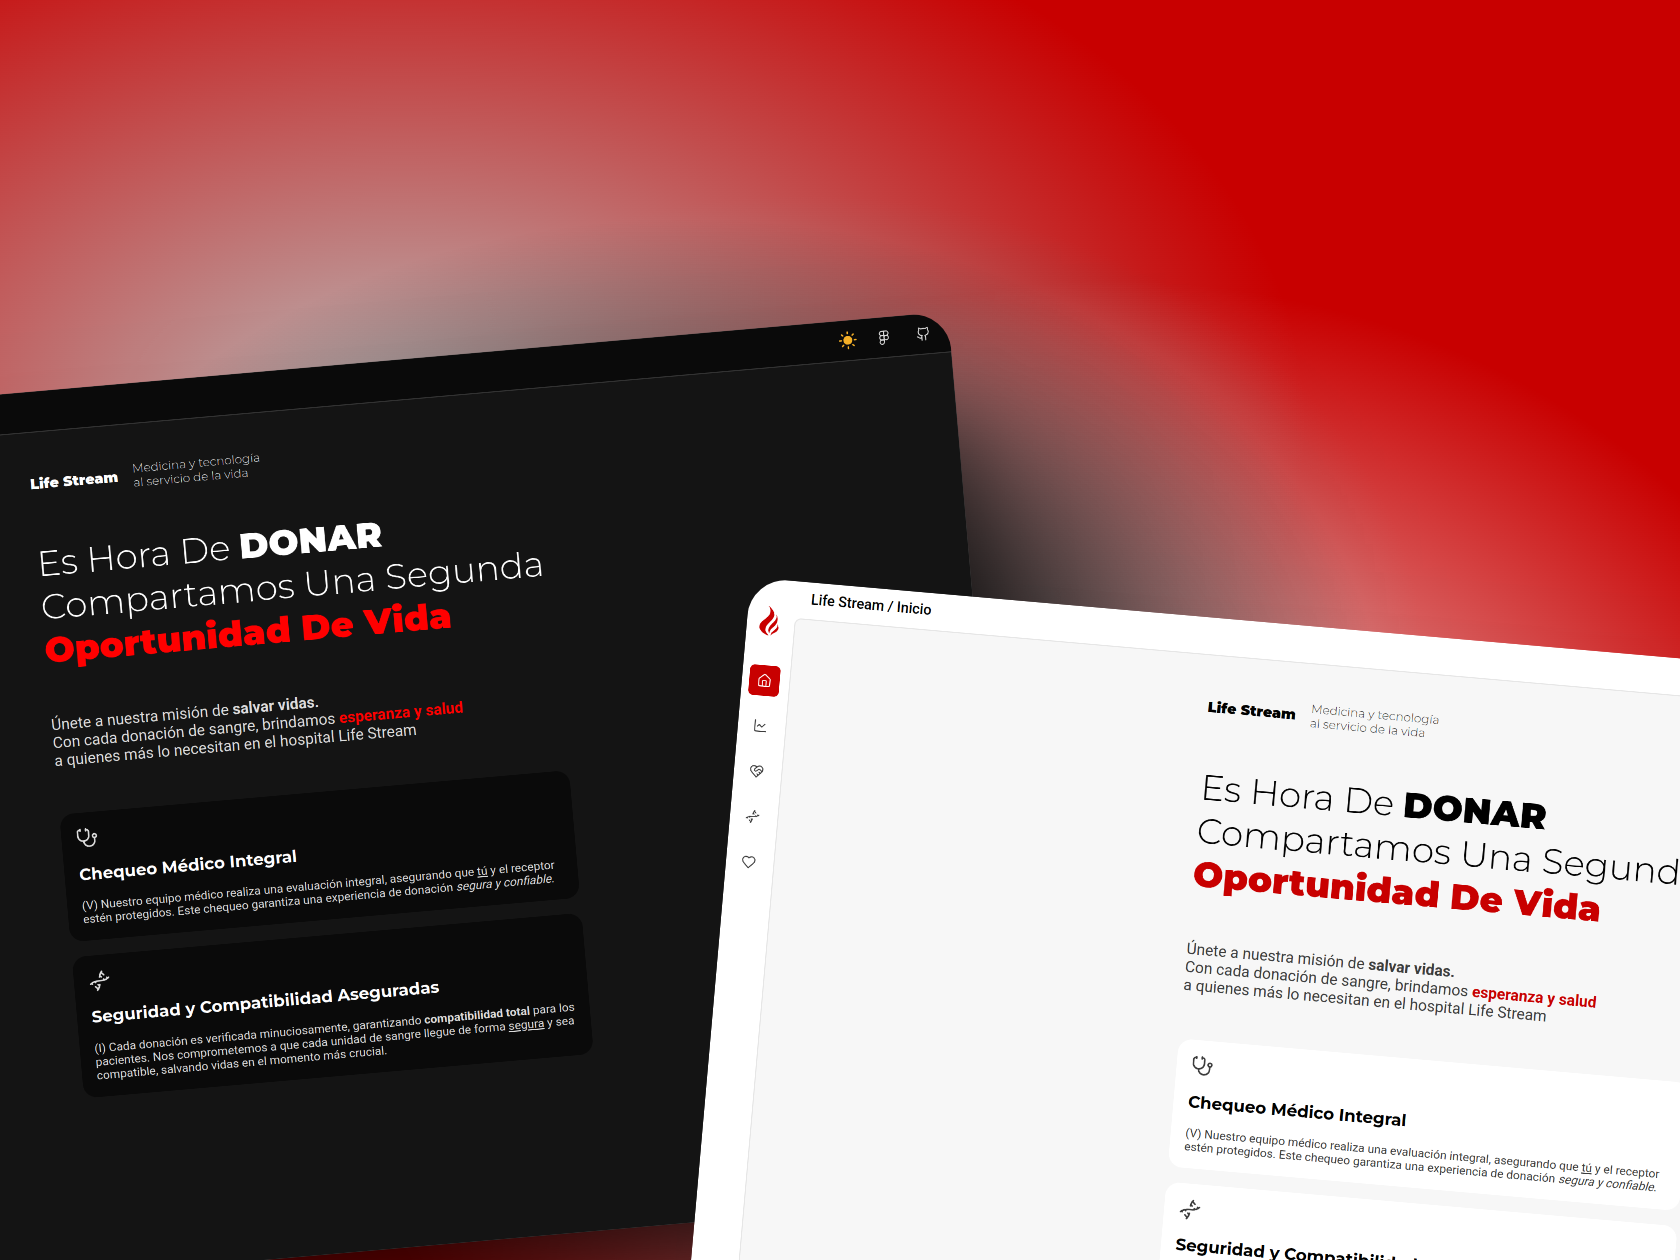 Life Stream
Medicina y tecnología
al servicio de la vida
Es Hora De DONAR
Compartamos Una Segunda
Oportunidad De Vida
Únete a nuestra misión de salvar vidas.
Con cada donación de sangre, brindamos esperanza y salud
a quienes más lo necesitan en el hospital Life Stream
Chequeo Médico Integral
(V) Nuestro equipo médico realiza una evaluación integral, asegurando que tú y el receptor
estén protegidos. Este chequeo garantiza una experiencia de donación segura y confiable.
Seguridad y Compatibilidad Aseguradas
(I) Cada donación es verificada minuciosamente, garantizando compatibilidad total para los
pacientes. Nos comprometemos a que cada unidad de sangre llegue de forma segura y sea
compatible, salvando vidas en el momento más crucial.
Life Stream / Inicio
Life Stream
Medicina y tecnología
al servicio de la vida
Es Hora De DONAR
Compartamos Una Segund
Oportunidad De Vida
Únete a nuestra misión de salvar vidas.
Con cada donación de sangre, brindamos esperanza y salud
a quienes más lo necesitan en el hospital Life Stream
Chequeo Médico Integral
(V) Nuestro equipo médico realiza una evaluación integral, asegurando que tú y el receptor
estén protegidos. Este chequeo garantiza una experiencia de donación segura y confiable.
Seguridad y